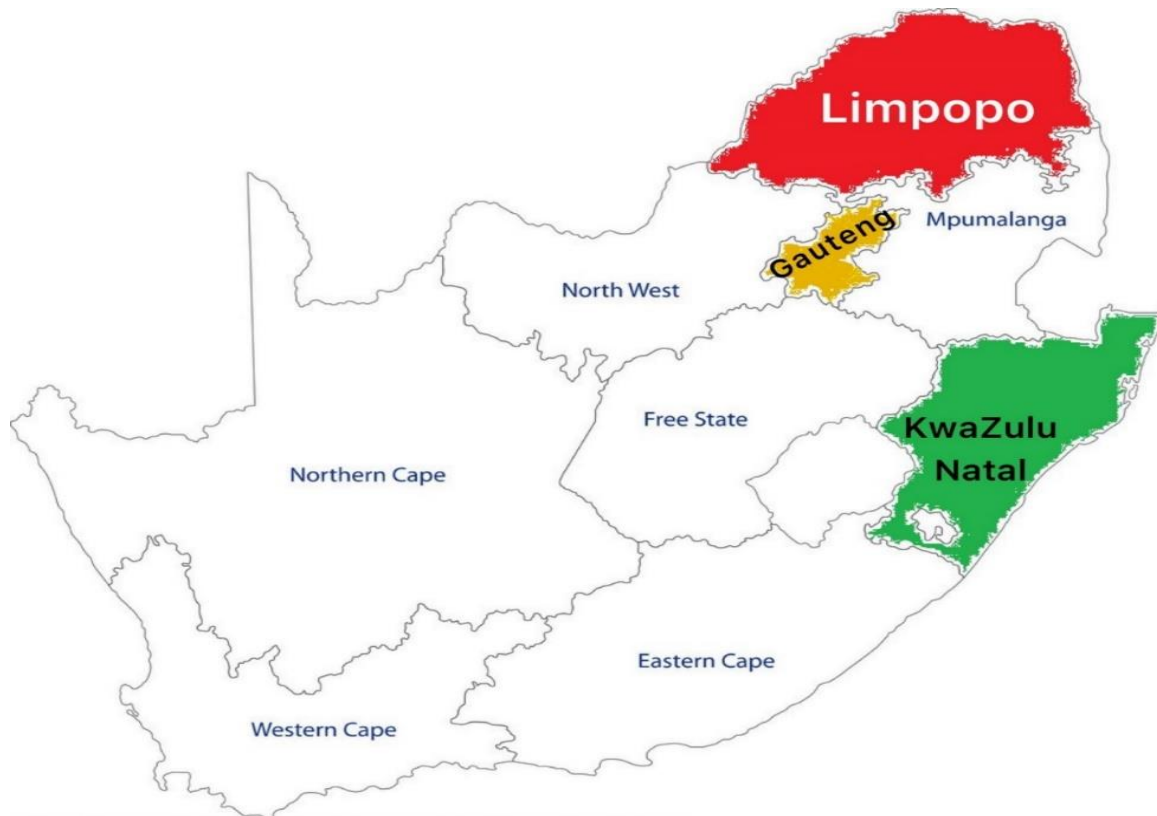 Limpopo
Gauteng
Mpumalanga
North West
Free State
KwaZulu
Natal
Northern Cape
Eastern Cape
Western Cape